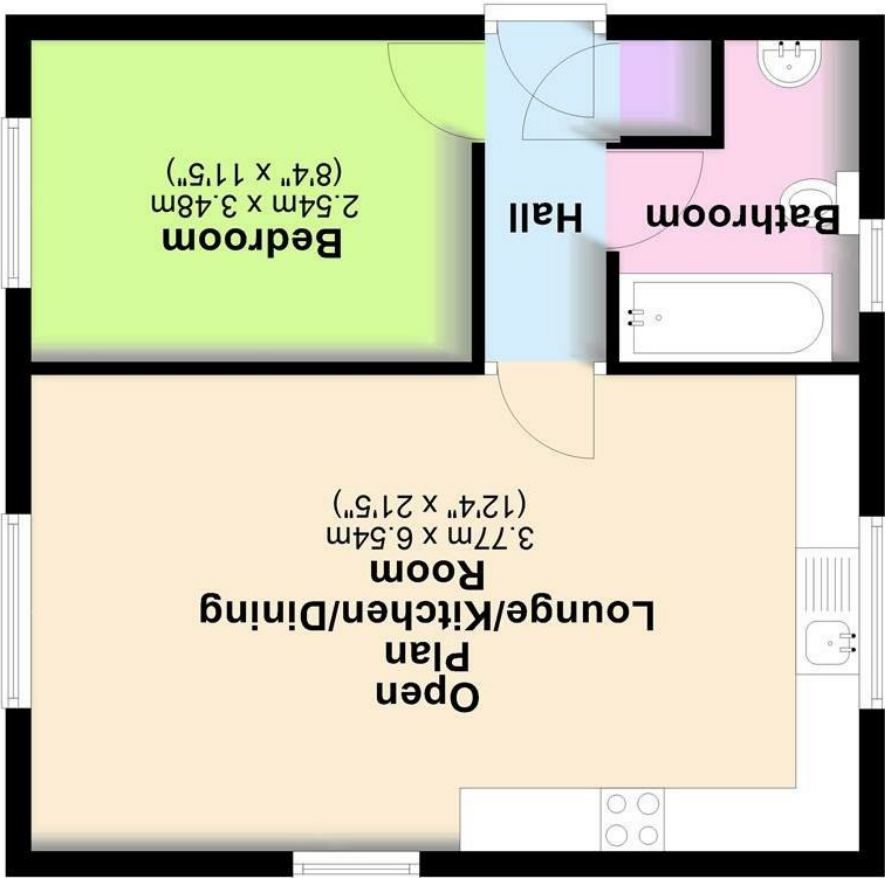 Open
Plan
Lounge/Kitchen/Dining
Room
3.77m x 6.54m
(12'4" x 21'5")
Bathroom
Hall
Bedroom
2.54m x 3.48m
(8'4" x 11'5")